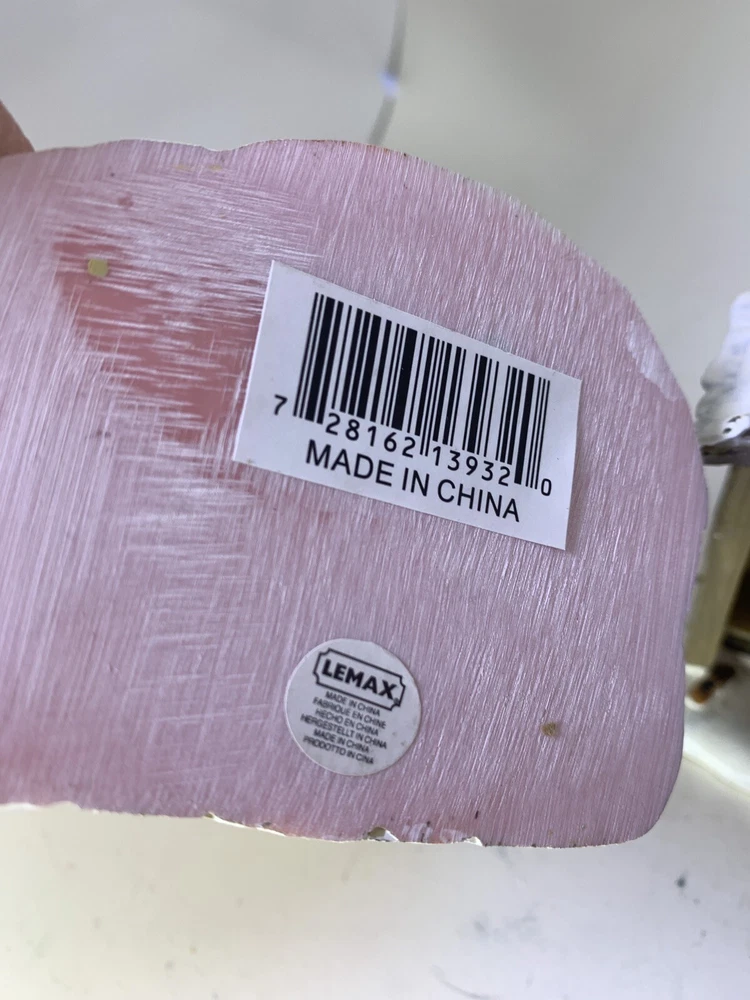 7 28162 13932 0
MADE IN CHINA
LEMAX
MADE IN CHINA
FABRIQUE EN CHINE
HECHO EN CHINA
HERGESTELLT IN CHINA
MADE IN CHINA
PRODOTTO IN CINA